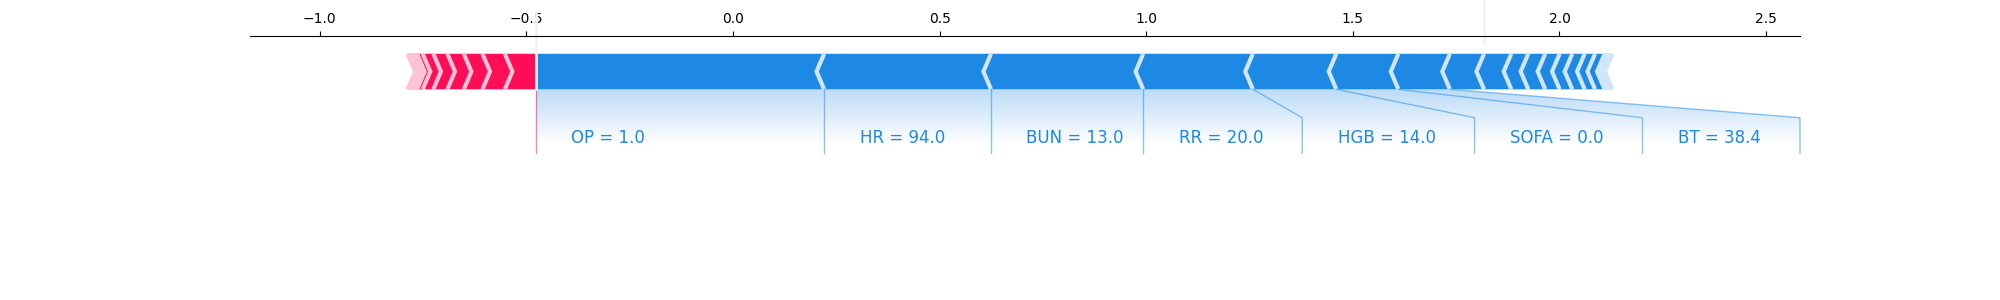 −1.0 −0.5 0.0 0.5 1.0 1.5 2.0 2.5
OP = 1.0 HR = 94.0 BUN = 13.0 RR = 20.0 HGB = 14.0 SOFA = 0.0 BT = 38.4